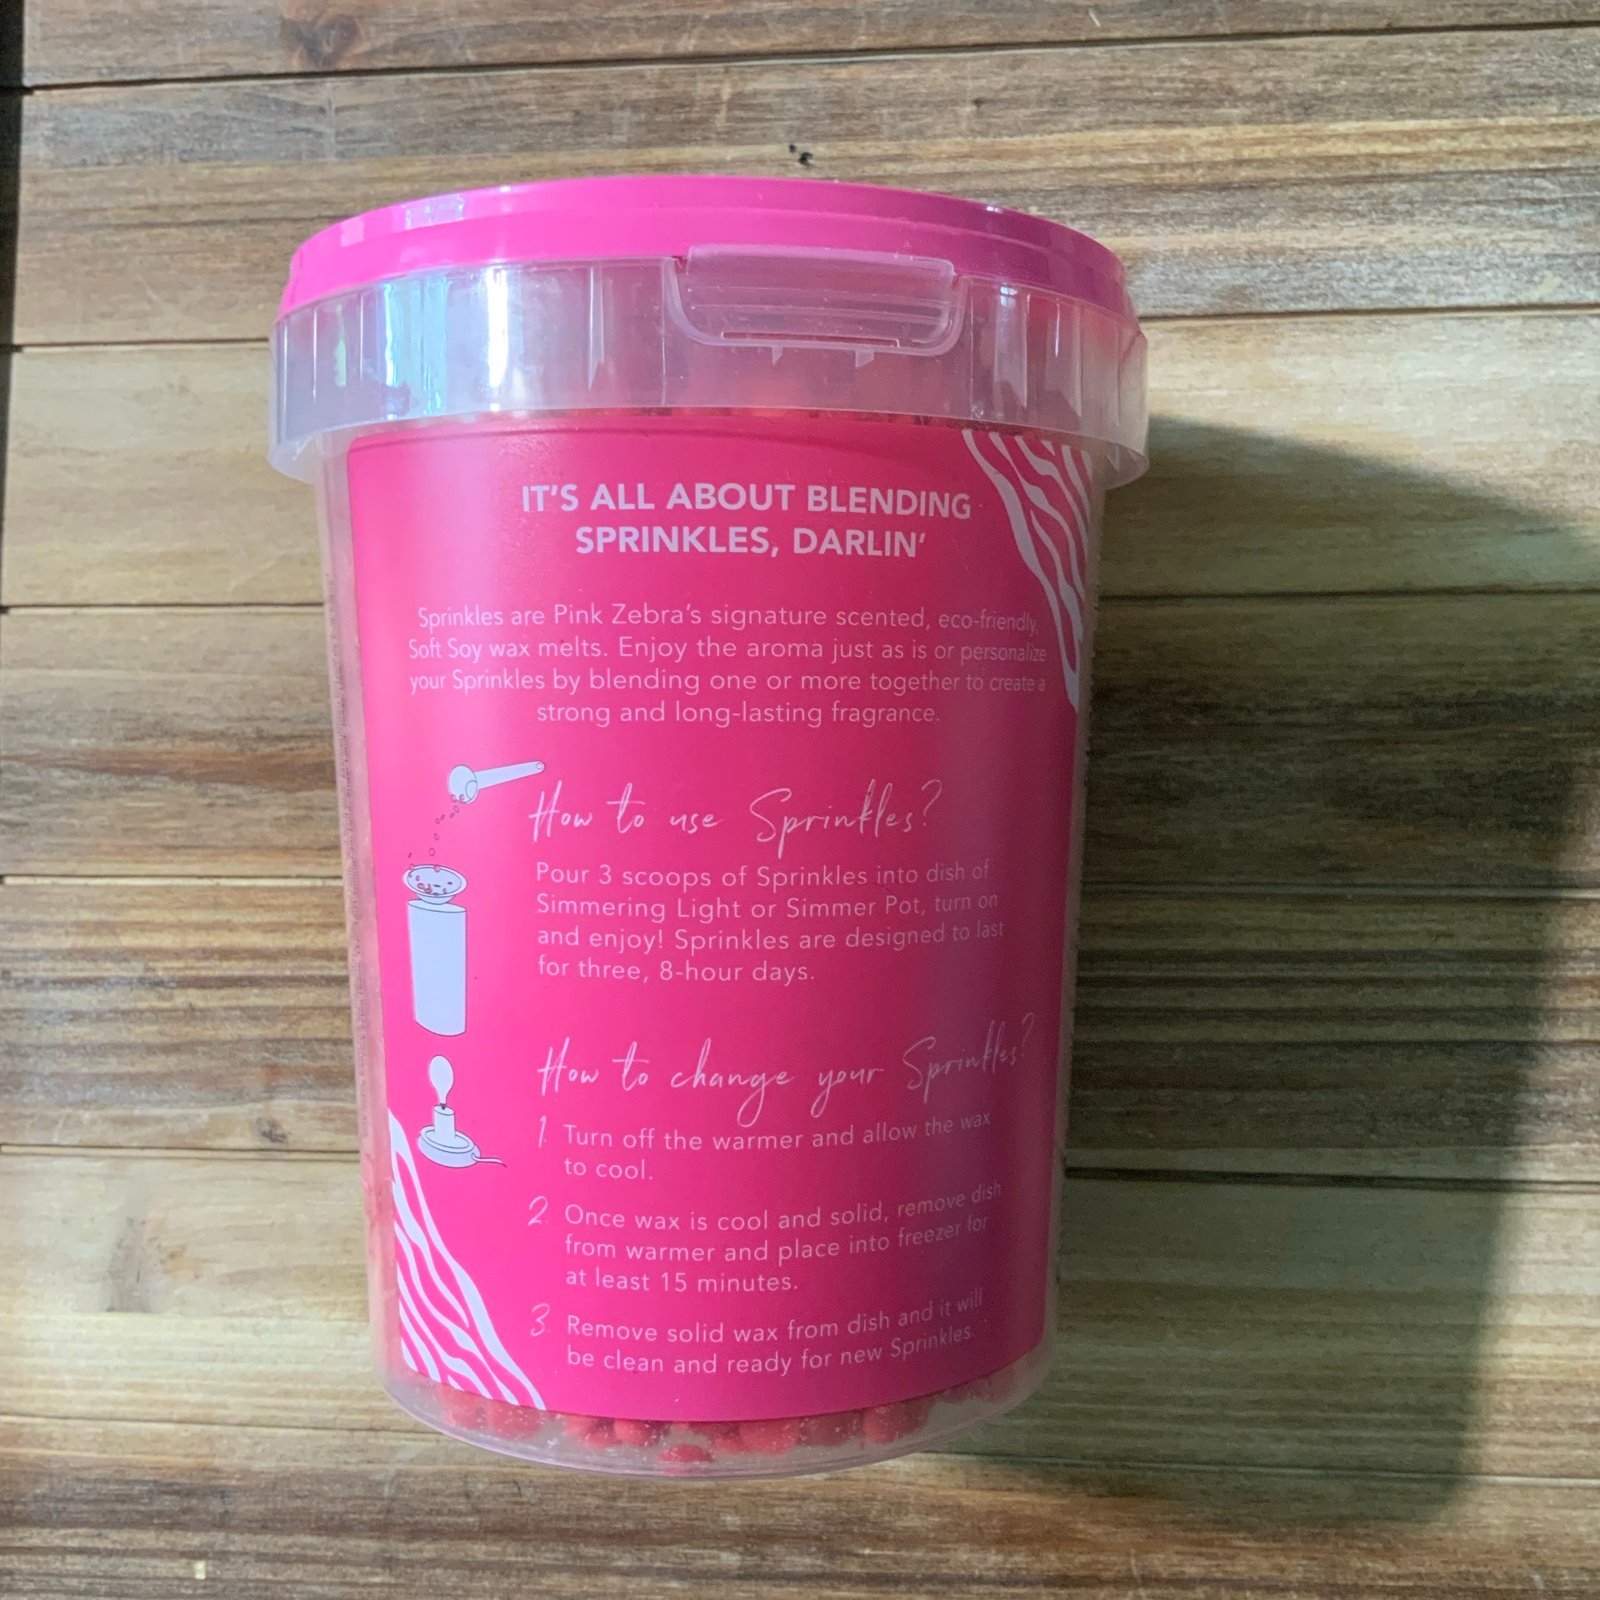 IT'S ALL ABOUT BLENDING
SPRINKLES, DARLIN'
Sprinkles are Pink Zebra's signature scented, eco-friendly,
Soft Soy wax melts. Enjoy the aroma just as is or personalize
your Sprinkles by blending one or more together to create a
strong and long-lasting fragrance.
How to use Sprinkles?
Pour 3 scoops of Sprinkles into dish of
Simmering Light or Simmer Pot, turn on
and enjoy! Sprinkles are designed to last
for three, 8-hour days.
How to change your Sprinkles?
1. Turn off the warmer and allow the wax
to cool.
2. Once wax is cool and solid, remove dish
from warmer and place into freezer for
at least 15 minutes.
3. Remove solid wax from dish and it will
be clean and ready for new Sprinkles.